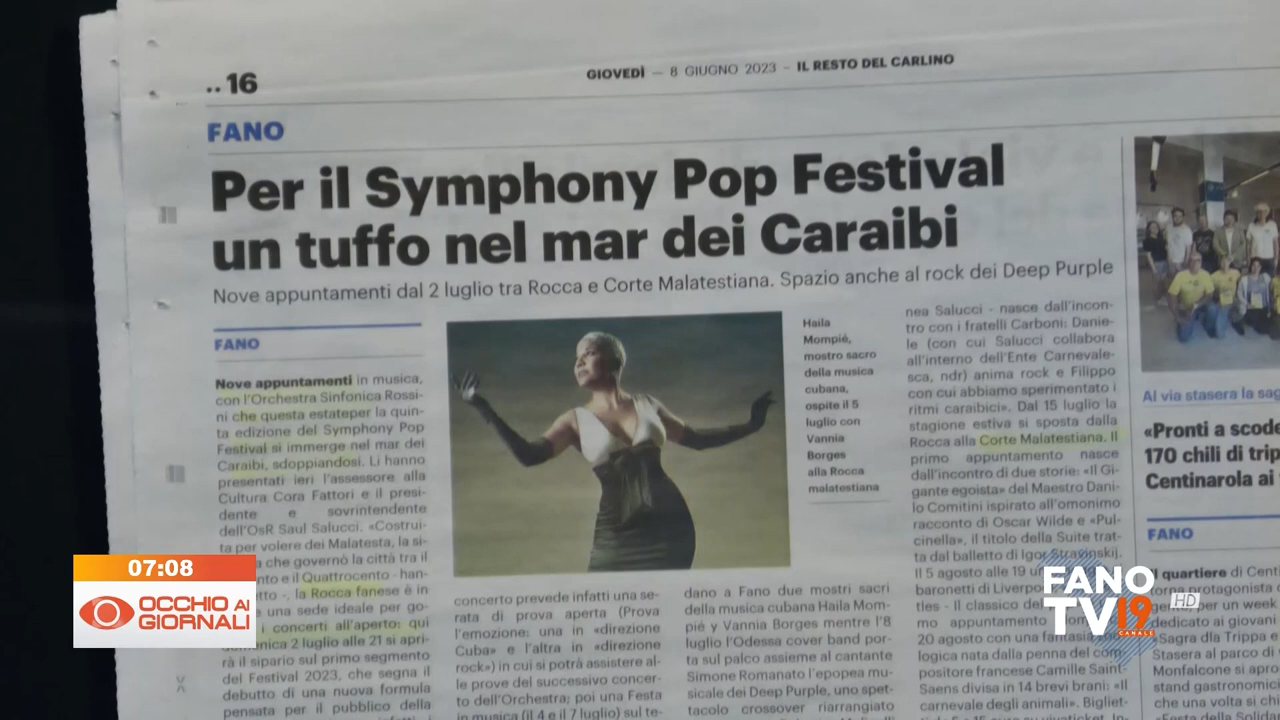 ..16
GIOVEDÌ — 8 GIUGNO 2023 – IL RESTO DEL CARLINO
FANO
Per il Symphony Pop Festival
un tuffo nel mar dei Caraibi
Nove appuntamenti dal 2 luglio tra Rocca e Corte Malatestiana. Spazio anche al rock dei Deep Purple
FANO
Nove appuntamenti in musica,
con l'Orchestra Sinfonica Rossi-
ni che questa estateper la quin-
ta edizione del Symphony Pop
Festival si immerge nel mar dei
Caraibi, sdoppiandosi. Li hanno
presentati ieri l'assessore alla
Cultura Cora Fattori e il presi-
dente e sovrintendente
dell'OsR Saul Salucci. «Costrui-
ta per volere dei Malatesta, la si-
a che governò la città tra il
nto e il Quattrocento - han-
tto -, la Rocca fanese è in
e una sede ideale per go-
i concerti all'aperto: qui
domenica 2 luglio alle 21 si apri-
rà il sipario sul primo segmento
del Festival 2023, che segna il
debutto di una nuova formula
pensata per il pubblico della
concerto prevede infatti una se-
rata di prova aperta (Prova
l'emozione: una in «direzione
Cuba» e l'altra in «direzione
rock») in cui si potrà assistere al-
le prove del successivo concer-
to dell'Orchestra; poi una Festa
in musica (il 4 e il 7 luglio) sul te-
dano a Fano due mostri sacri
della musica cubana Haila Mom-
pié y Vannia Borges mentre l'8
luglio l'Odessa cover band por-
ta sul palco assieme al cantante
Simone Romanato l'epopea mu-
sicale dei Deep Purple, uno spet-
tacolo crossover riarrangiato
Haila
Mompié,
mostro sacro
della musica
cubana,
ospite il 5
luglio con
Vannia
Borges
alla Rocca
malatestiana
nea Salucci - nasce dall'incon-
tro con i fratelli Carboni: Danie-
le (con cui Salucci collabora
all'interno dell'Ente Carnevale-
sca, ndr) anima rock e Filippo
con cui abbiamo sperimentato i
ritmi caraibici». Dal 15 luglio la
stagione estiva si sposta dalla
Rocca alla Corte Malatestiana. Il
primo appuntamento nasce
dall'incontro di due storie: «Il Gi-
gante egoista» del Maestro Dani-
lo Comitini ispirato all'omonimo
racconto di Oscar Wilde e «Pul-
cinella», il titolo della Suite trat-
ta dal balletto di Igor Stravinskij.
Il 5 agosto alle 19 un
baronetti di Liverpo
tles - Il classico de
mo appuntamento
20 agosto con una fantasia
logica nata dalla penna del com-
positore francese Camille Saint-
Saens divisa in 14 brevi brani: «Il
carnevale degli animali». Bigliet-
Al via stasera la sag
«Pronti a scode
170 chili di trip
Centinarola ai
FANO
Il quartiere di Centi
torna protagonista
per un week
dedicato ai giovani
«Sagra dla Trippa e
Stasera al parco di
Monfalcone si apro
stand gastronomici
che una volta si ch
07:08
OCCHIO AI
GIORNALI
FANO
TV19 HD
CANALE